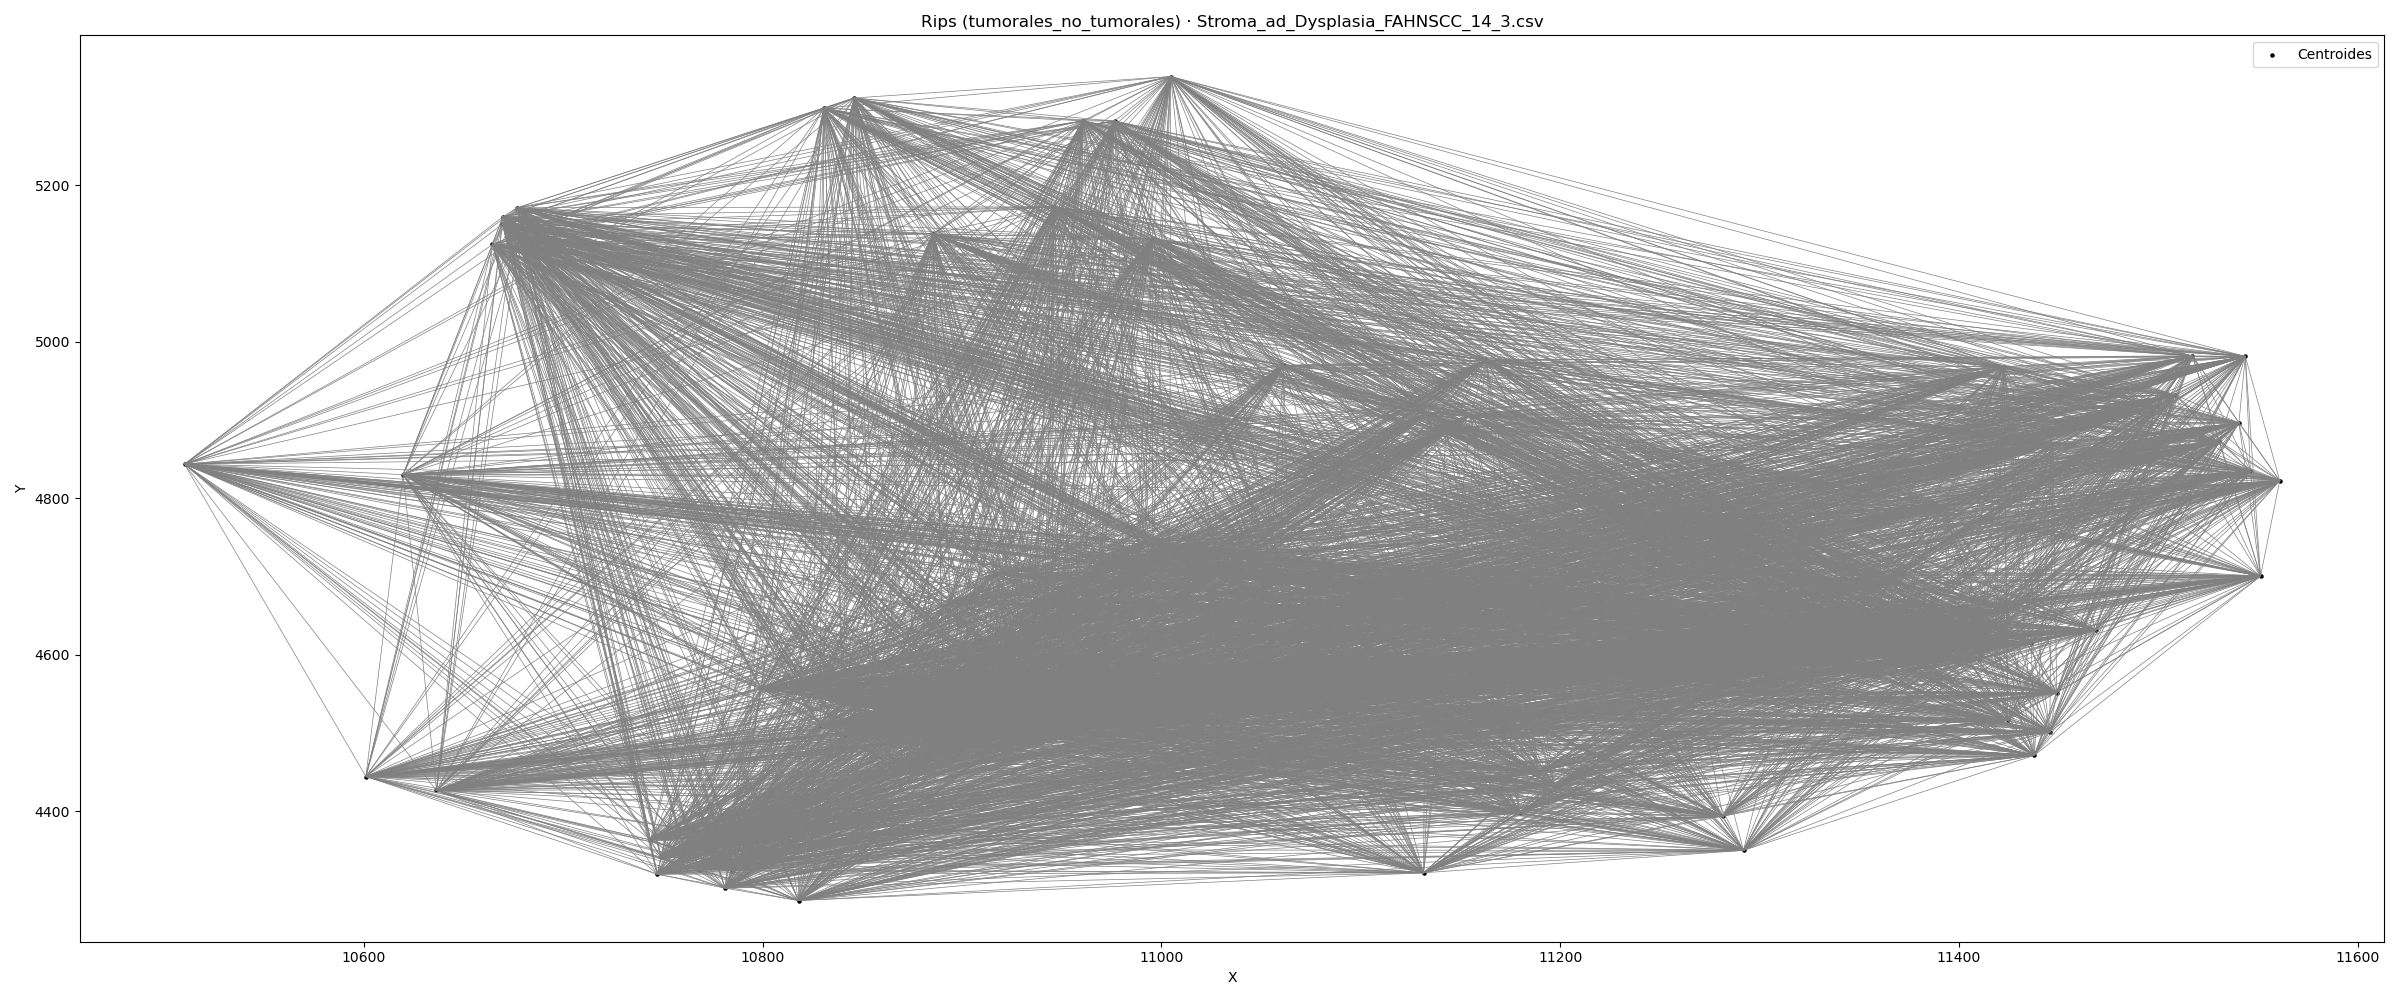 Rips (tumorales_no_tumorales) · Stroma_ad_Dysplasia_FAHNSCC_14_3.csv
Centroides
5200
5000
4800
4600
4400
Y
10600
10800
11000
11200
11400
11600
X